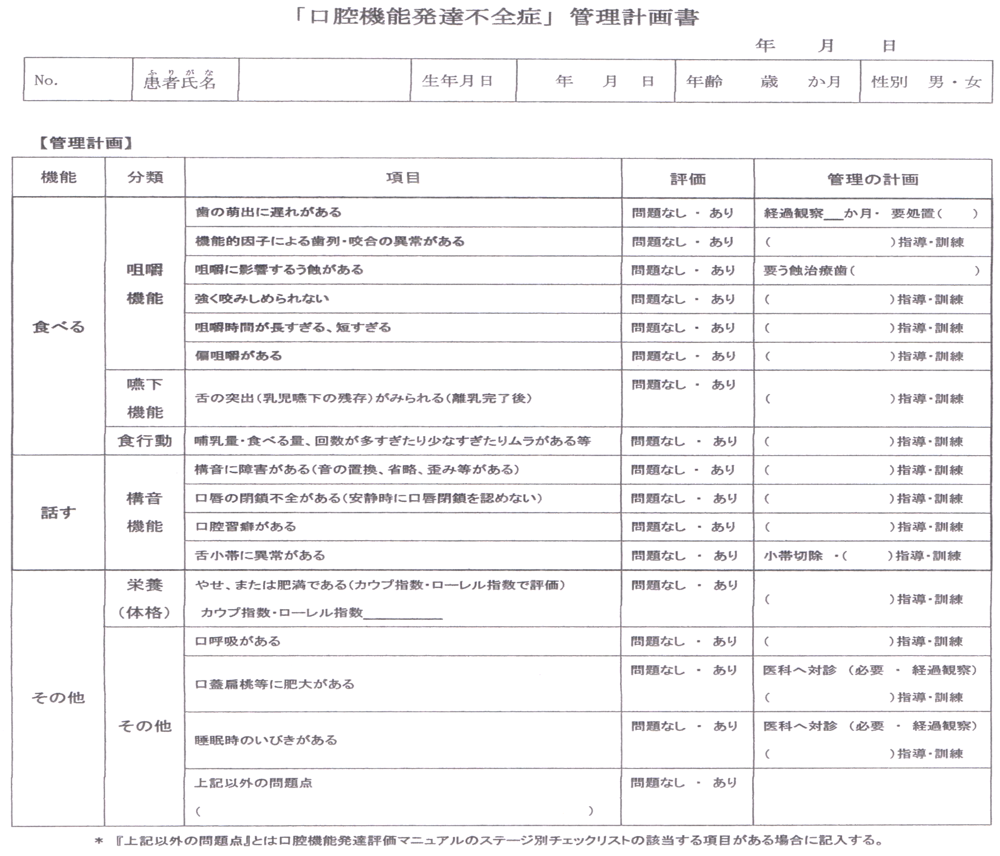 「口腔機能発達不全症」管理計画書
年 月 日
No. 患者氏名 生年月日 年 月 日 年齢 歳 か月 性別 男・女
ふりがな
【管理計画】
機能 分類 項目 評価 管理の計画
食べる
咀嚼
機能
歯の萌出に遅れがある 問題なし ・ あり 経過観察__か月・ 要処置( )
機能的因子による歯列・咬合の異常がある 問題なし ・ あり ( )指導・訓練
咀嚼に影響するう蝕がある 問題なし ・ あり 要う蝕治療歯( )
強く咬みしめられない 問題なし ・ あり ( )指導・訓練
咀嚼時間が長すぎる、短すぎる 問題なし ・ あり ( )指導・訓練
偏咀嚼がある 問題なし ・ あり ( )指導・訓練
嚥下
機能
舌の突出(乳児嚥下の残存)がみられる(離乳完了後) 問題なし ・ あり ( )指導・訓練
食行動 哺乳量・食べる量、回数が多すぎたり少なすぎたりムラがある等 問題なし ・ あり ( )指導・訓練
話す
構音
機能
構音に障害がある(音の置換、省略、歪み等がある) 問題なし ・ あり ( )指導・訓練
口唇の閉鎖不全がある(安静時に口唇閉鎖を認めない) 問題なし ・ あり ( )指導・訓練
口腔習癖がある 問題なし ・ あり ( )指導・訓練
舌小帯に異常がある 問題なし ・ あり 小帯切除 ・( )指導・訓練
その他
栄養
(体格)
やせ、または肥満である(カウプ指数・ローレル指数で評価) 問題なし ・ あり
カウプ指数・ローレル指数__________ ( )指導・訓練
その他
口呼吸がある 問題なし ・ あり ( )指導・訓練
口蓋扁桃等に肥大がある 問題なし ・ あり 医科へ対診 (必要 ・ 経過観察)
( )指導・訓練
睡眠時のいびきがある 問題なし ・ あり 医科へ対診 (必要 ・ 経過観察)
( )指導・訓練
上記以外の問題点 問題なし ・ あり
( )
* 『上記以外の問題点』とは口腔機能発達評価マニュアルのステージ別チェックリストの該当する項目がある場合に記入する。